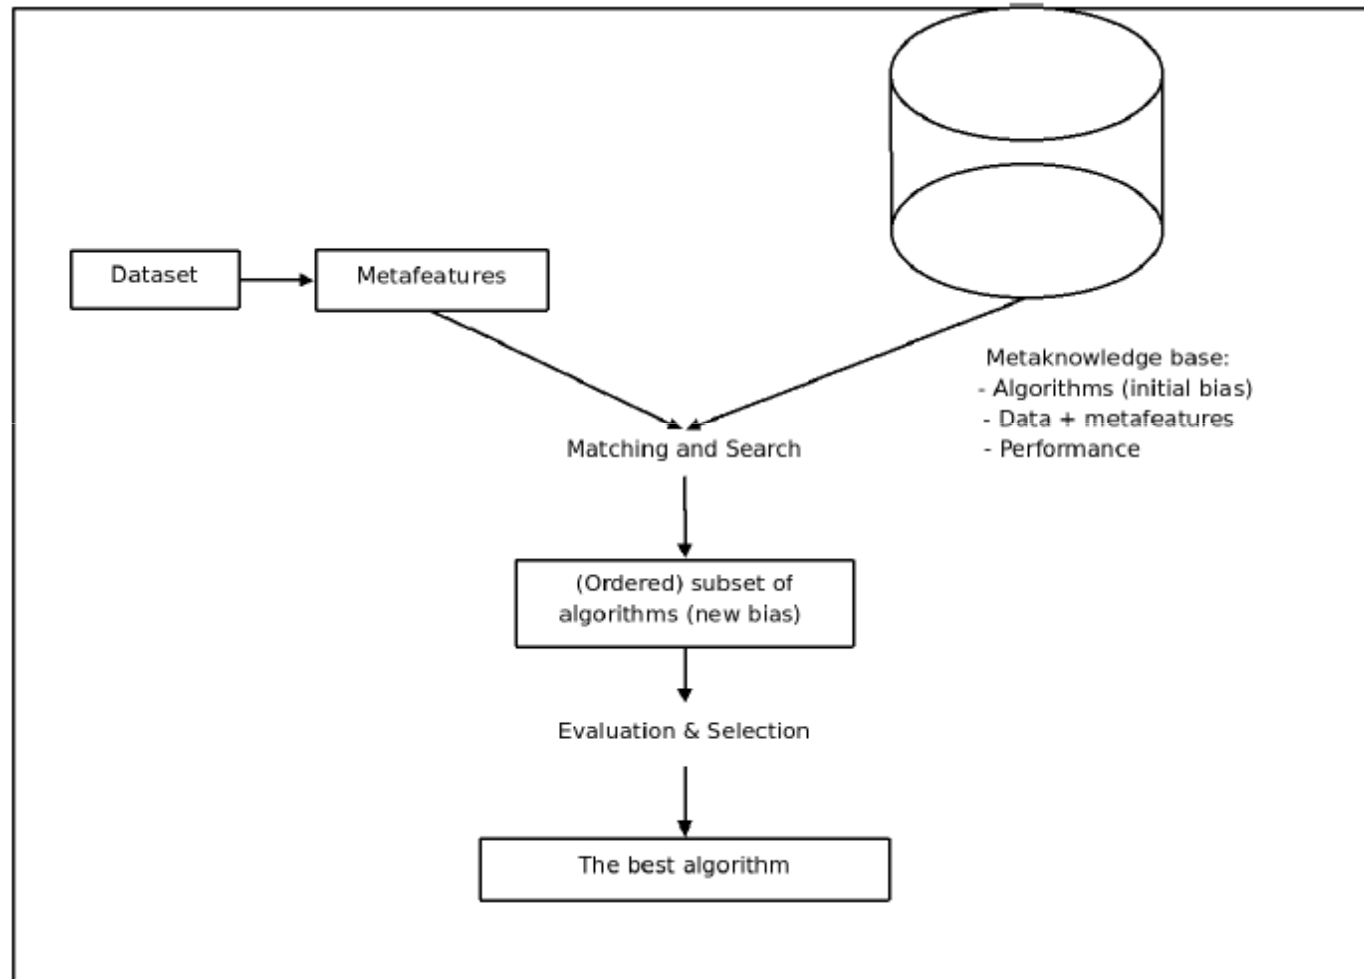 Dataset
Metafeatures
Metaknowledge base:
- Algorithms (initial bias)
- Data + metafeatures
- Performance
Matching and Search
(Ordered) subset of
algorithms (new bias)
Evaluation & Selection
The best algorithm